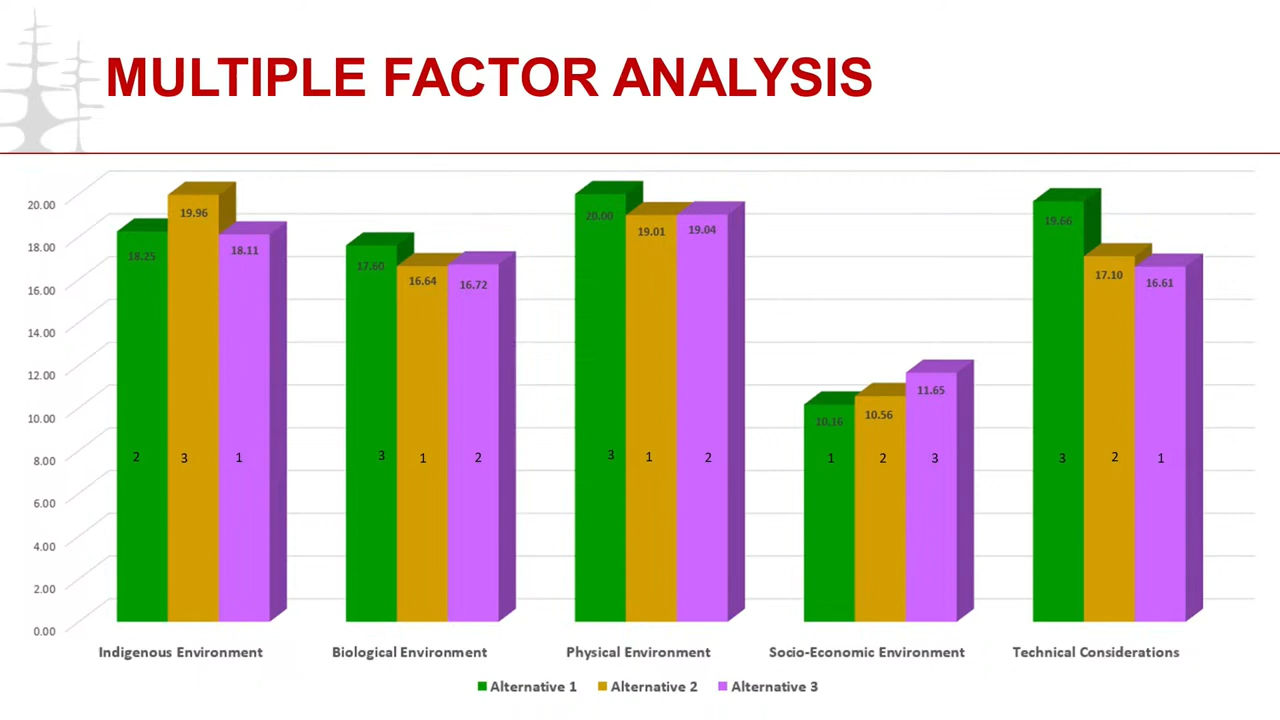 MULTIPLE FACTOR ANALYSIS
20.00
18.00
16.00
14.00
12.00
10.00
8.00
6.00
4.00
2.00
0.00
18.25 19.96 18.11
17.60 16.64 16.72
20.00 19.01 19.04
10.16 10.56 11.65
19.66 17.10 16.61
2 3 1
3 1 2
3 1 2
1 2 3
3 2 1
Indigenous Environment
Biological Environment
Physical Environment
Socio-Economic Environment
Technical Considerations
Alternative 1 Alternative 2 Alternative 3